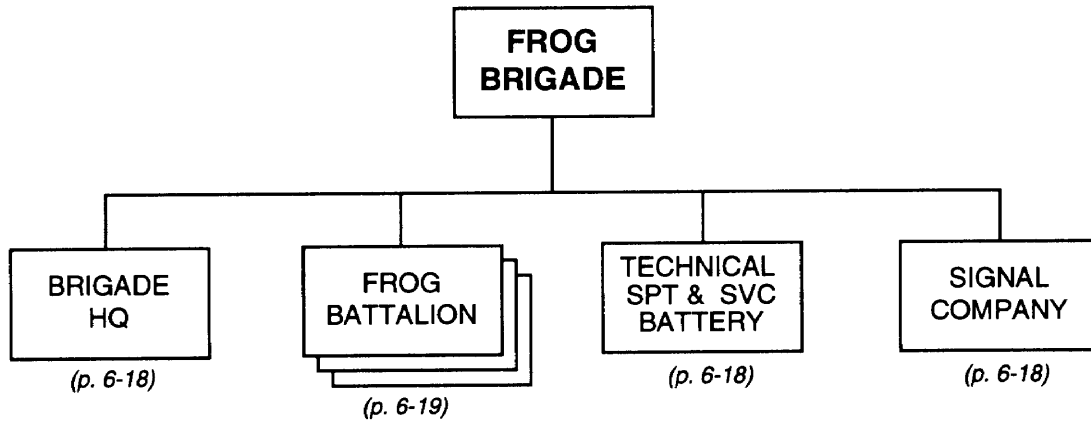 FROG
BRIGADE
BRIGADE
HQ
(p. 6-18)
FROG
BATTALION
(p. 6-19)
TECHNICAL
SPT & SVC
BATTERY
(p. 6-18)
SIGNAL
COMPANY
(p. 6-18)